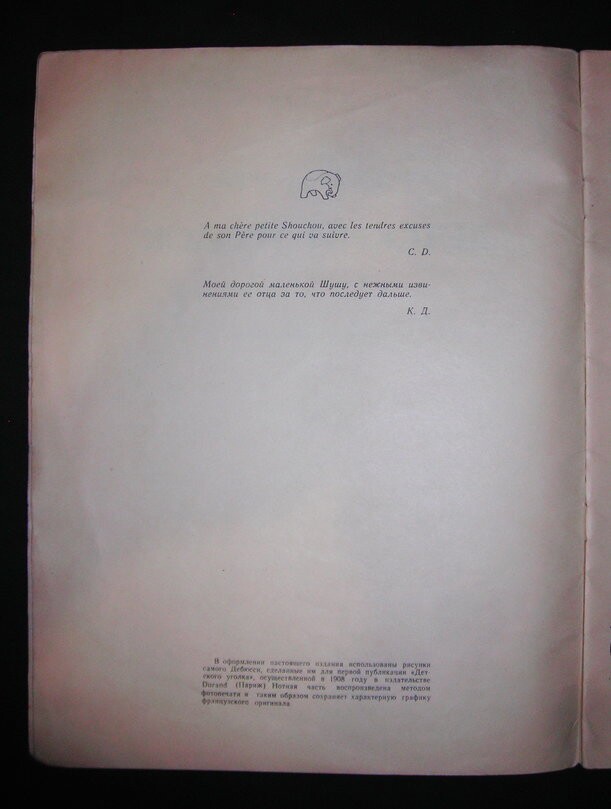 A ma chère petite Shouchou, avec les tendres excuses
de son Père pour ce qui va suivre.
C. D.
Моей дорогой маленькой Шушу, с нежными изви-
нениями ее отца за то, что последует дальше.
К. Д.
В оформлении настоящего издания использованы рисунки
самого Дебюсси, сделанные им для первой публикации «Дет-
ского уголка», осуществленной в 1908 году в издательстве
Durand (Париж) Нотная часть воспроизведена методом
фотопечати и таким образом сохраняет характерную графику
французского оригинала